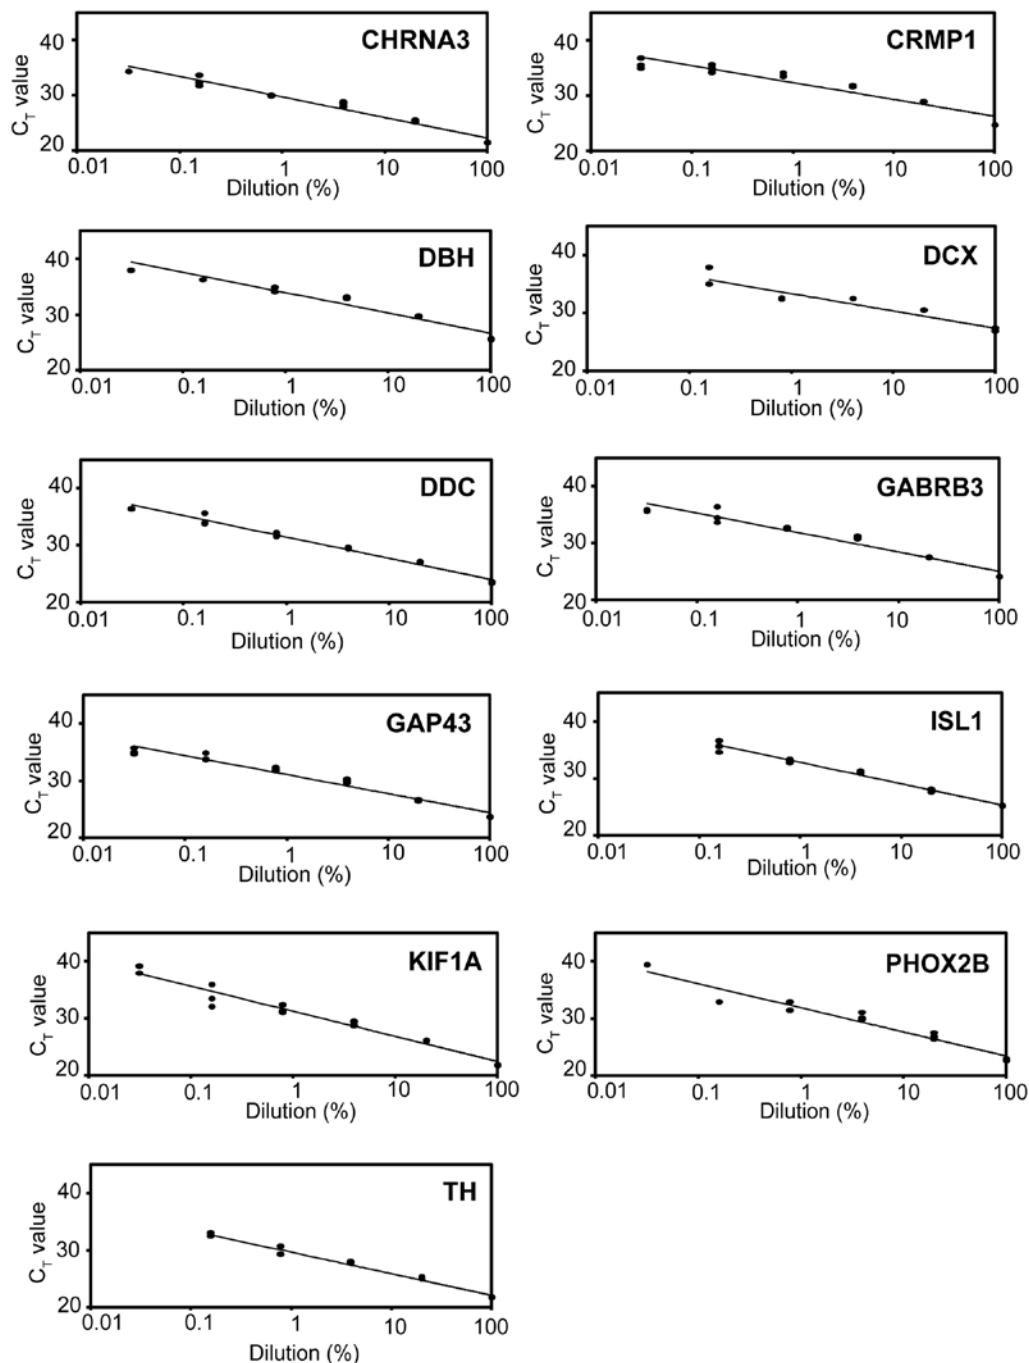 CHRNA3
C_T value
40
30
20
0.01 0.1 1 10 100
Dilution (%)
CRMP1
C_T value
40
30
20
0.01 0.1 1 10 100
Dilution (%)
DBH
C_T value
40
30
20
0.01 0.1 1 10 100
Dilution (%)
DCX
C_T value
40
30
20
0.01 0.1 1 10 100
Dilution (%)
DDC
C_T value
40
30
20
0.01 0.1 1 10 100
Dilution (%)
GABRB3
C_T value
40
30
20
0.01 0.1 1 10 100
Dilution (%)
GAP43
C_T value
40
30
20
0.01 0.1 1 10 100
Dilution (%)
ISL1
C_T value
40
30
20
0.01 0.1 1 10 100
Dilution (%)
KIF1A
C_T value
40
30
20
0.01 0.1 1 10 100
Dilution (%)
PHOX2B
C_T value
40
30
20
0.01 0.1 1 10 100
Dilution (%)
TH
C_T value
40
30
20
0.01 0.1 1 10 100
Dilution (%)